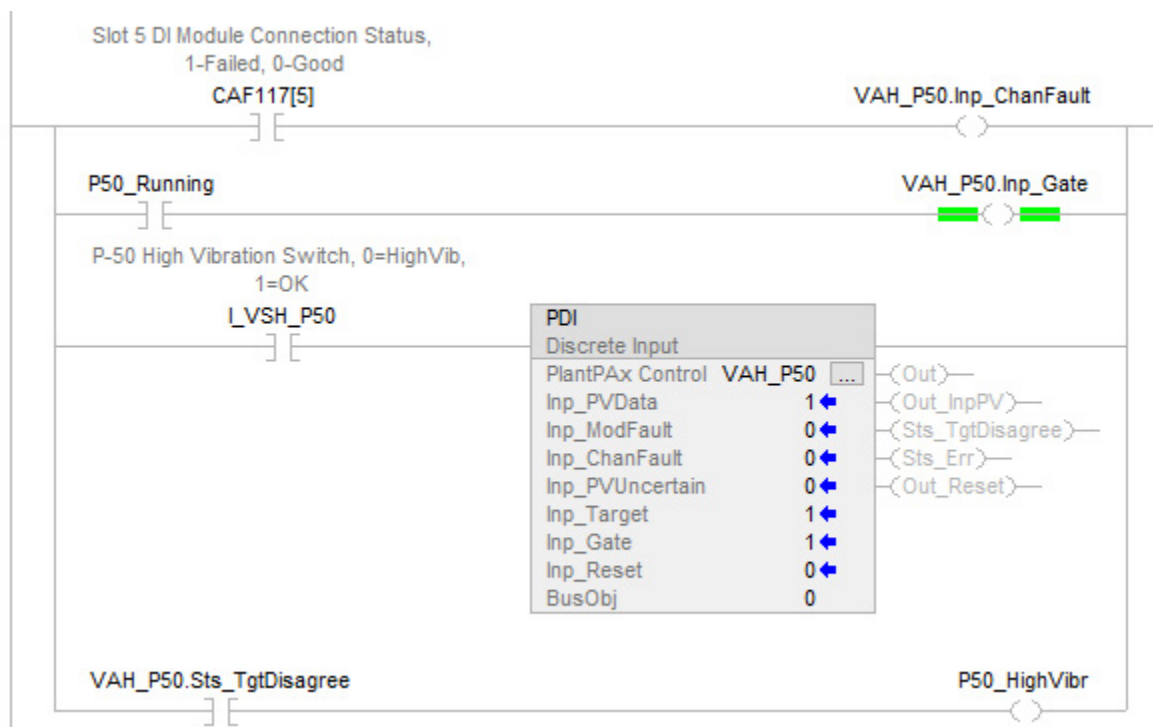 Slot 5 DI Module Connection Status,
1-Failed, 0-Good
CAF117[5]
VAH_P50.Inp_ChanFault
P50_Running
VAH_P50.Inp_Gate
P-50 High Vibration Switch, 0=HighVib,
1=OK
I_VSH_P50
PDI
Discrete Input
PlantPAx Control VAH_P50 ...
(Out)
Inp_PVData 1
(Out_InpPV)
Inp_ModFault 0
(Sts_TgtDisagree)
Inp_ChanFault 0
(Sts_Err)
Inp_PVUncertain 0
(Out_Reset)
Inp_Target 1
Inp_Gate 1
Inp_Reset 0
BusObj 0
VAH_P50.Sts_TgtDisagree
P50_HighVibr